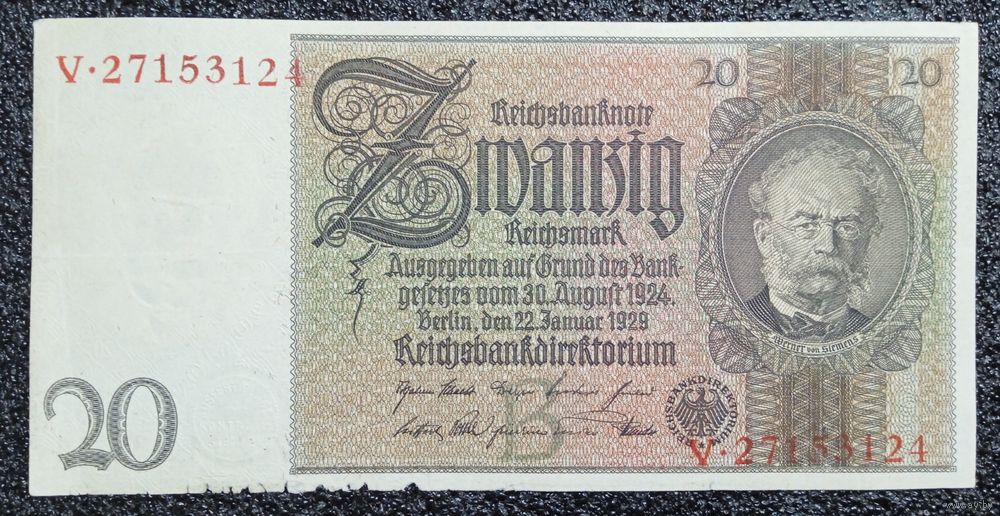 V·27153124
20 20
Reichsbanknote
Zwanzig
Reichsmark
Ausgegeben auf Grund des Bank-
gesetzes vom 30. August 1924.
Berlin, den 22. Januar 1929
Reichsbankdirektorium
Werner von Siemens
20
B
REICHSBANKDIREKTORIUM
V·27153124